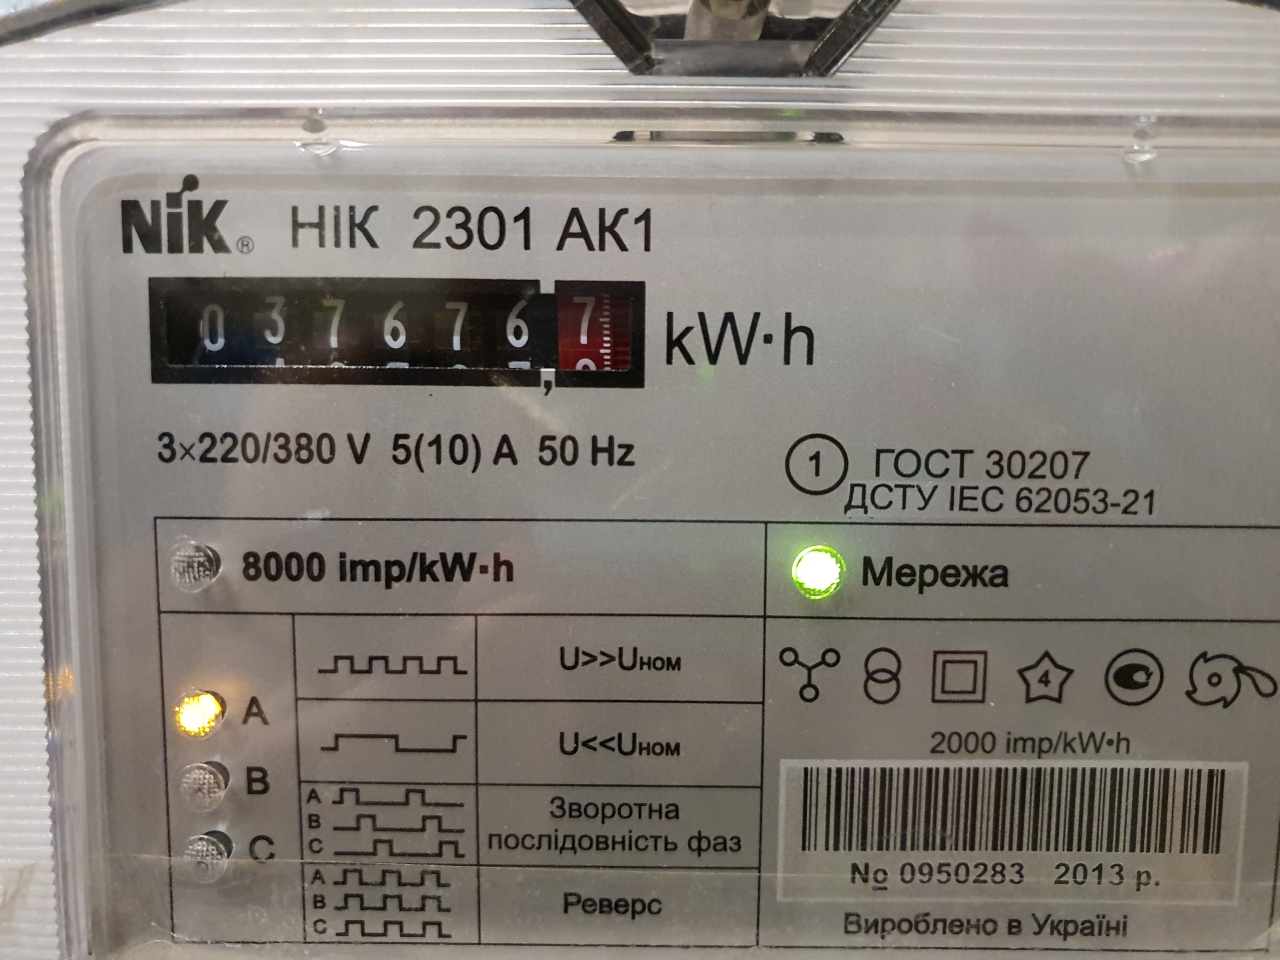 NiK® НІК 2301 АК1
037676,7 kW·h
3×220/380 V 5(10) A 50 Hz
1 ГОСТ 30207
ДСТУ IEC 62053-21
8000 imp/kW·h
Мережа
U>>Uном
A
U<<Uном
4
2000 imp/kW·h
B
A
B
C
Зворотна
послідовність фаз
C
A
B
C
Реверс
№ 0950283 2013 р.
Вироблено в Україні